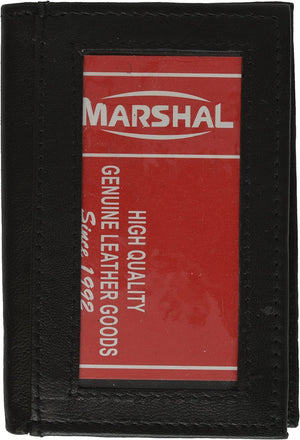 MARSHAL
HIGH QUALITY
GENUINE LEATHER GOODS
Since 1992